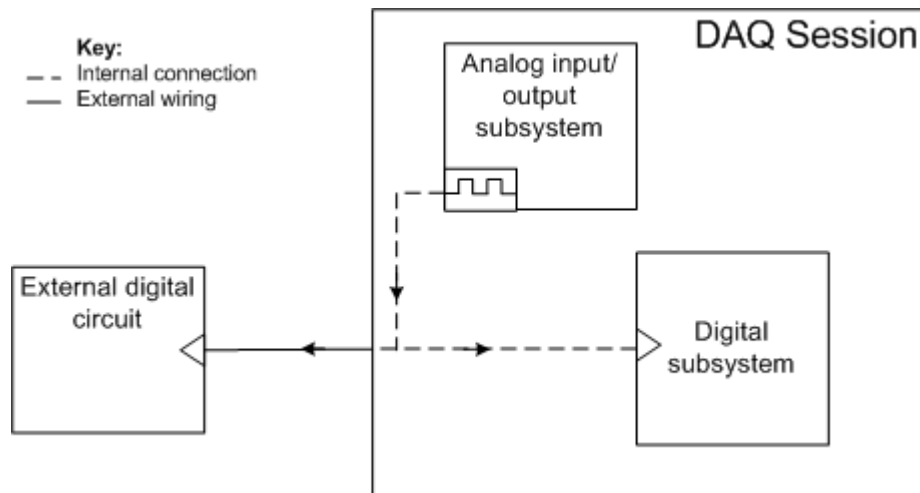 DAQ Session
Key:
Internal connection
External wiring
Analog input/
output
subsystem
External digital
circuit
Digital
subsystem